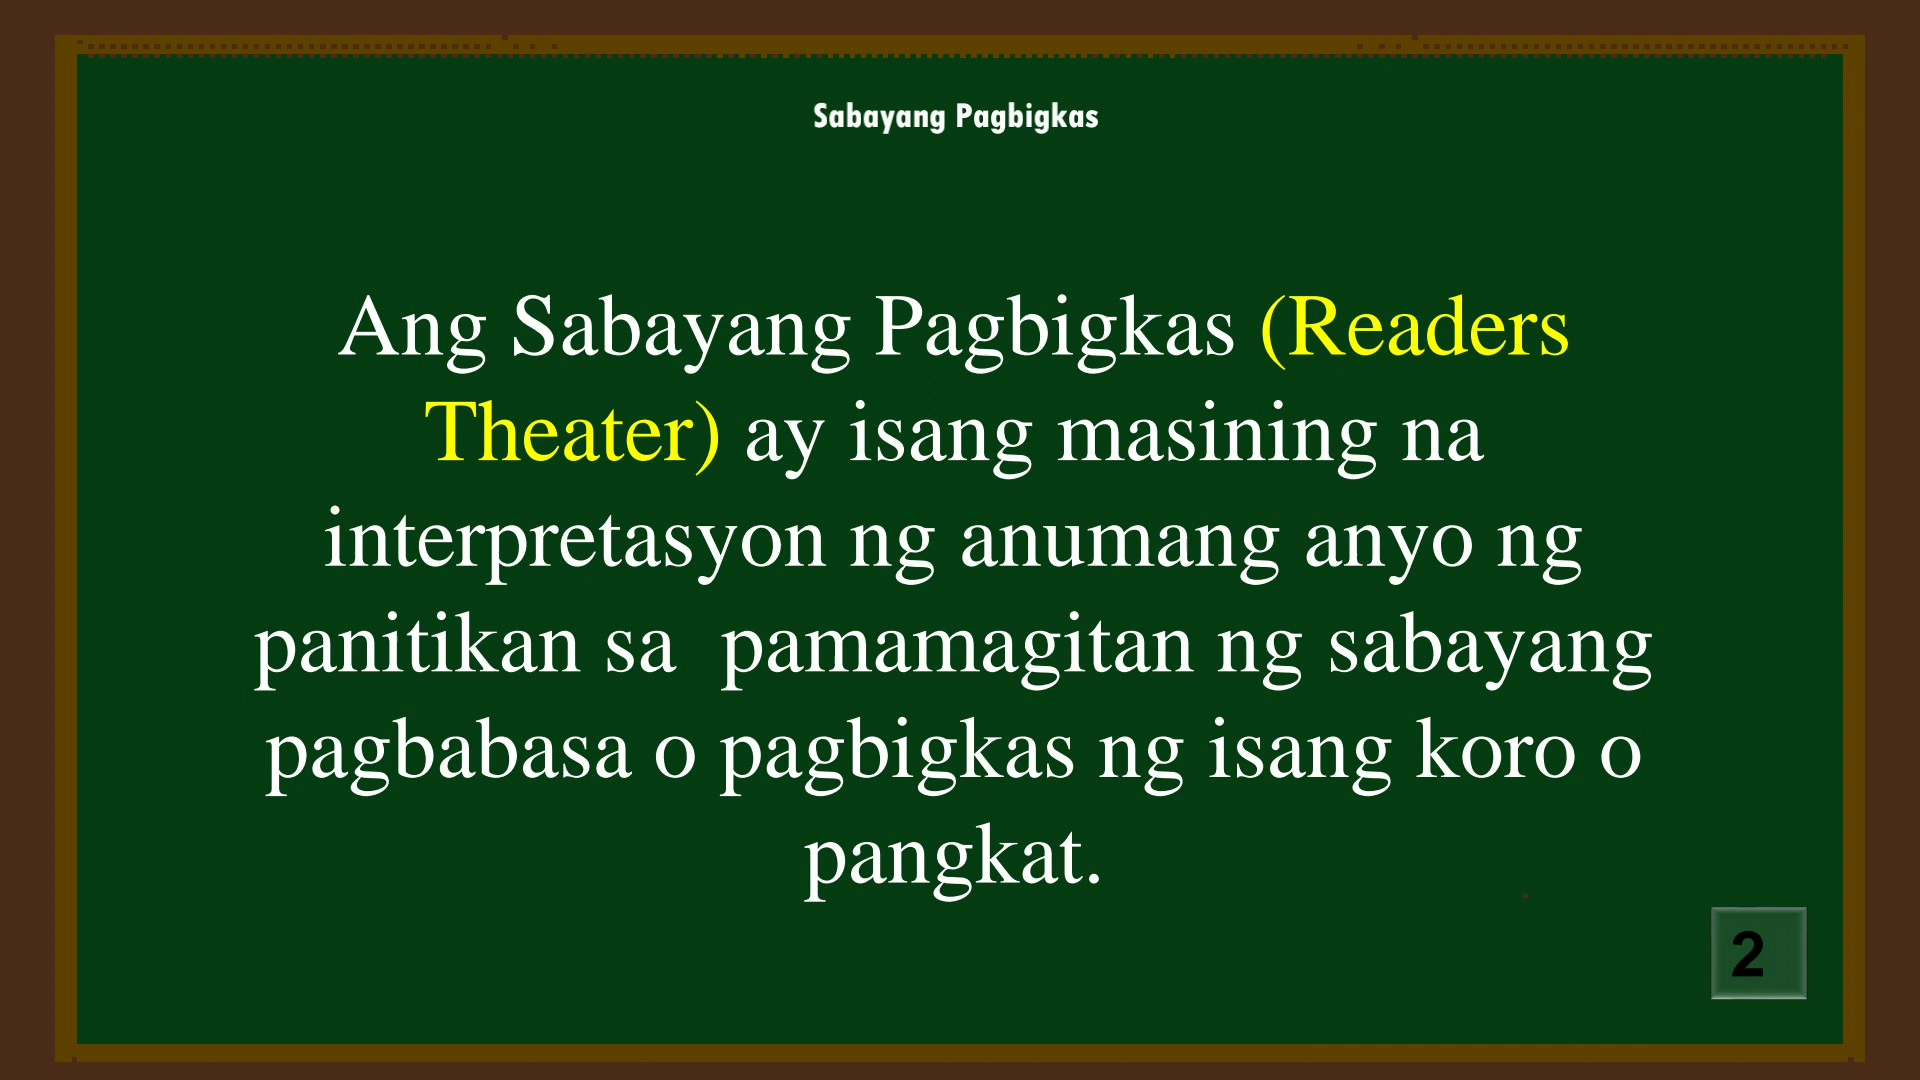 Sabayang Pagbigkas
Ang Sabayang Pagbigkas (Readers
Theater) ay isang masining na
interpretasyon ng anumang anyo ng
panitikan sa  pamamagitan ng sabayang
pagbabasa o pagbigkas ng isang koro o
pangkat.
2